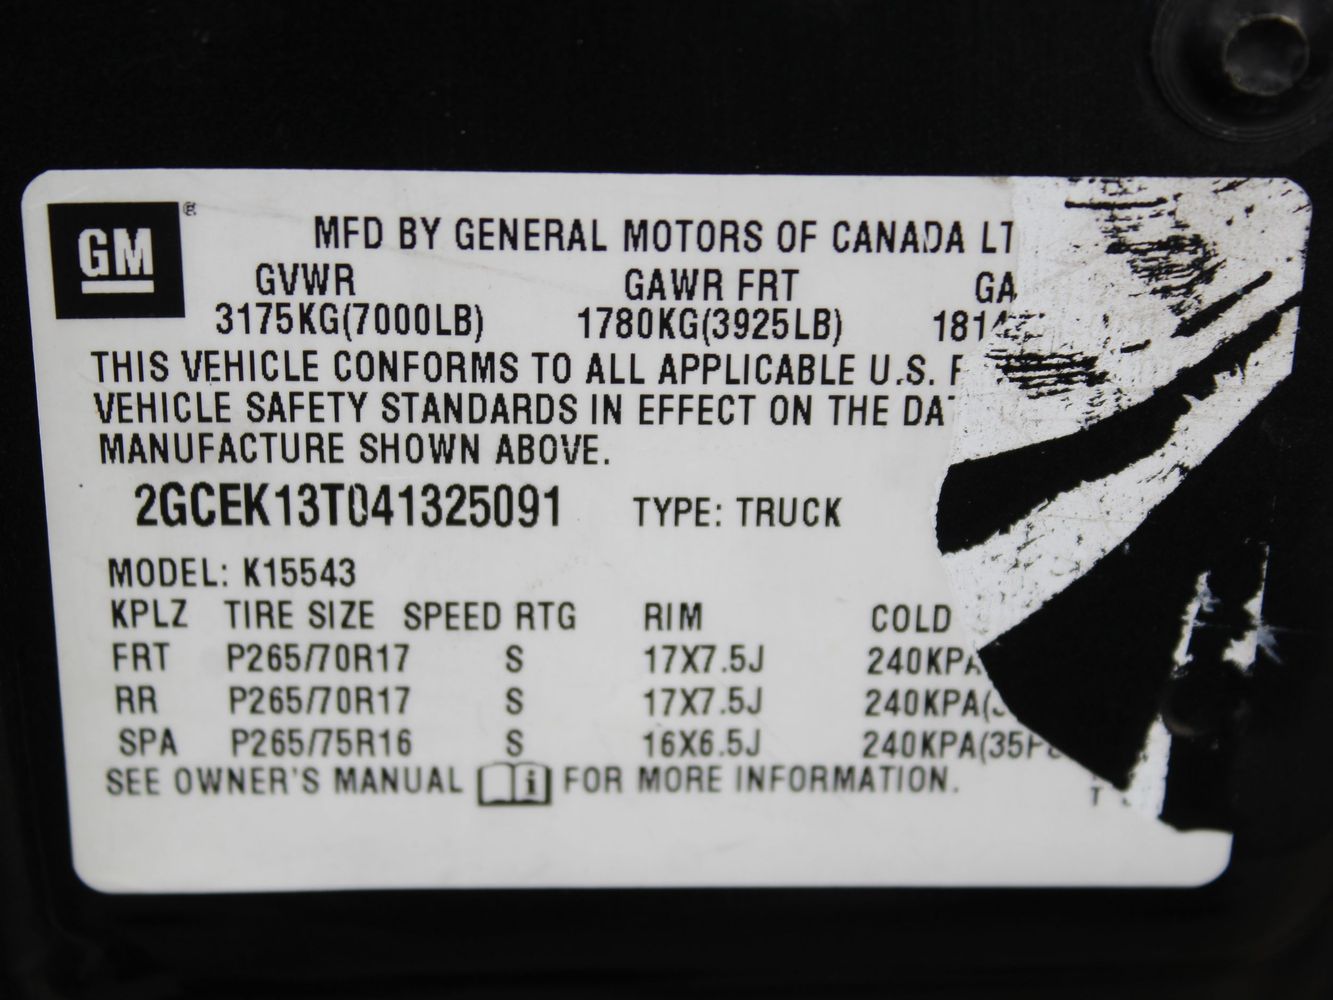 GM®
MFD BY GENERAL MOTORS OF CANADA LT
GVWR GAWR FRT GA
3175KG(7000LB) 1780KG(3925LB) 1814
THIS VEHICLE CONFORMS TO ALL APPLICABLE U.S. F
VEHICLE SAFETY STANDARDS IN EFFECT ON THE DAT
MANUFACTURE SHOWN ABOVE.
2GCEK13T041325091 TYPE: TRUCK
MODEL: K15543
KPLZ TIRE SIZE SPEED RTG RIM COLD
FRT P265/70R17 S 17X7.5J 240KPA
RR P265/70R17 S 17X7.5J 240KPA(
SPA P265/75R16 S 16X6.5J 240KPA(35P
SEE OWNER'S MANUAL i FOR MORE INFORMATION.